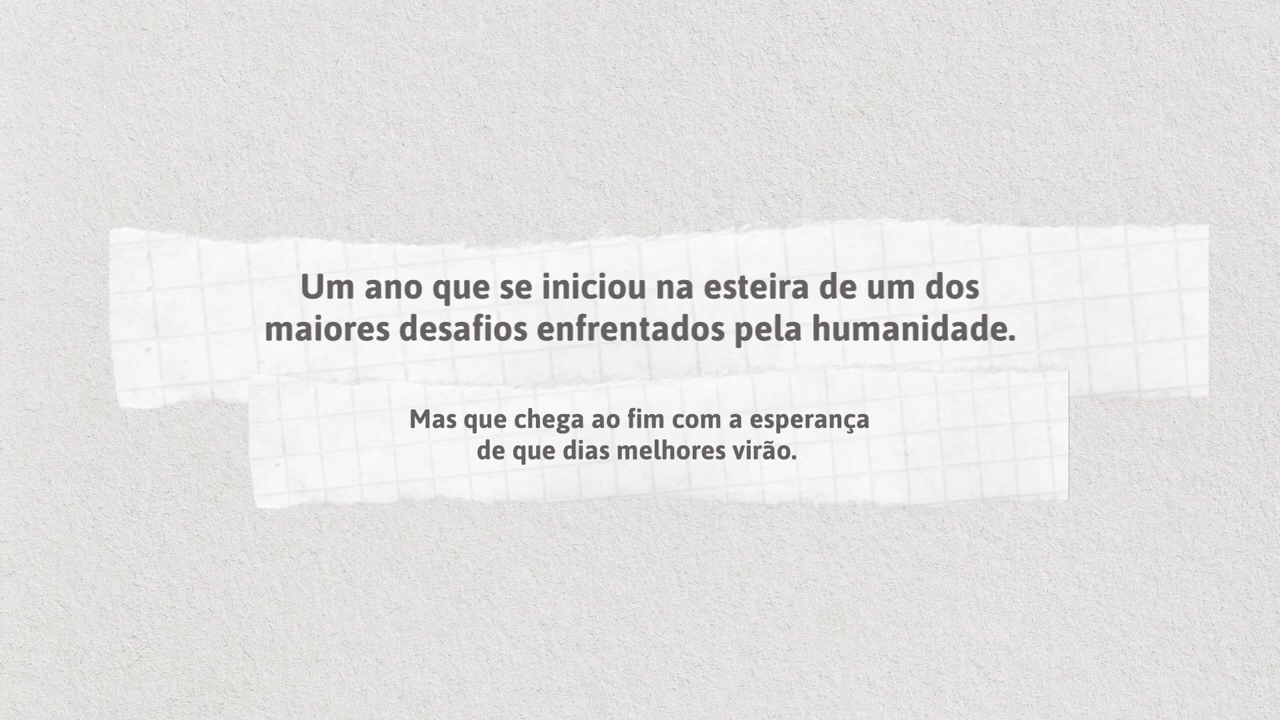 Um ano que se iniciou na esteira de um dos
maiores desafios enfrentados pela humanidade.
Mas que chega ao fim com a esperança
de que dias melhores virão.